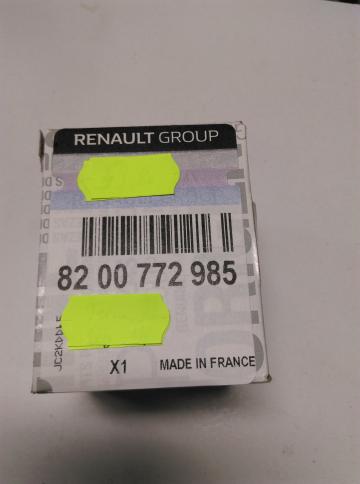 RENAULT GROUP
82 00 772 985
X1
MADE IN FRANCE